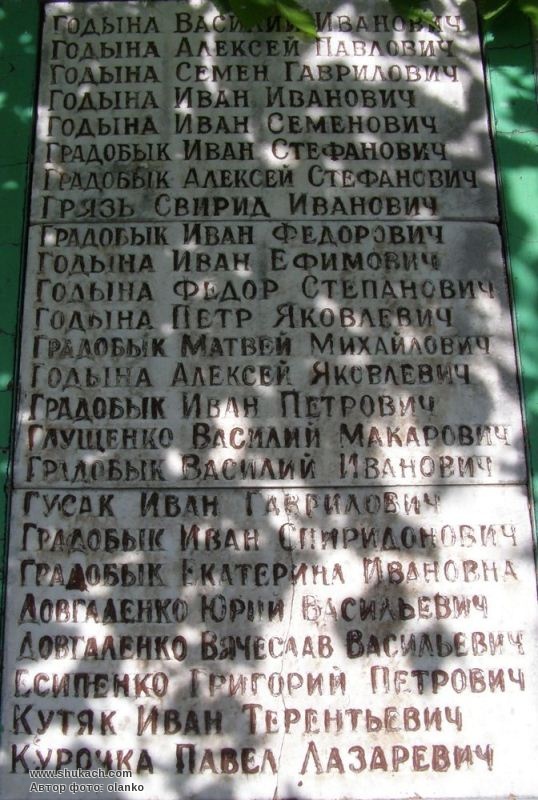 Годына Василий Иванович
Годына Алексей Павлович
Годына Семен Гаврилович
Годына Иван Иванович
Годына Иван Семенович
Градобык Иван Стефанович
Градобык Алексей Стефанович
Грязь Свирид Иванович
Градобык Иван Федорович
Годына Иван Ефимович
Годына Федор Степанович
Годына Петр Яковлевич
Градобык Матвей Михайлович
Годына Алексей Яковлевич
Градобык Иван Петрович
Глущенко Василий Макарович
Градобык Василий Иванович
Гусак Иван Гаврилович
Градобык Иван Спиридонович
Градобык Екатерина Ивановна
Довгаленко Юрий Васильевич
Довгаленко Вячеслав Васильевич
Есипенко Григорий Петрович
Кутяк Иван Терентьевич
Курочка Павел Лазаревич
www.shukach.com
Автор фото: olanko